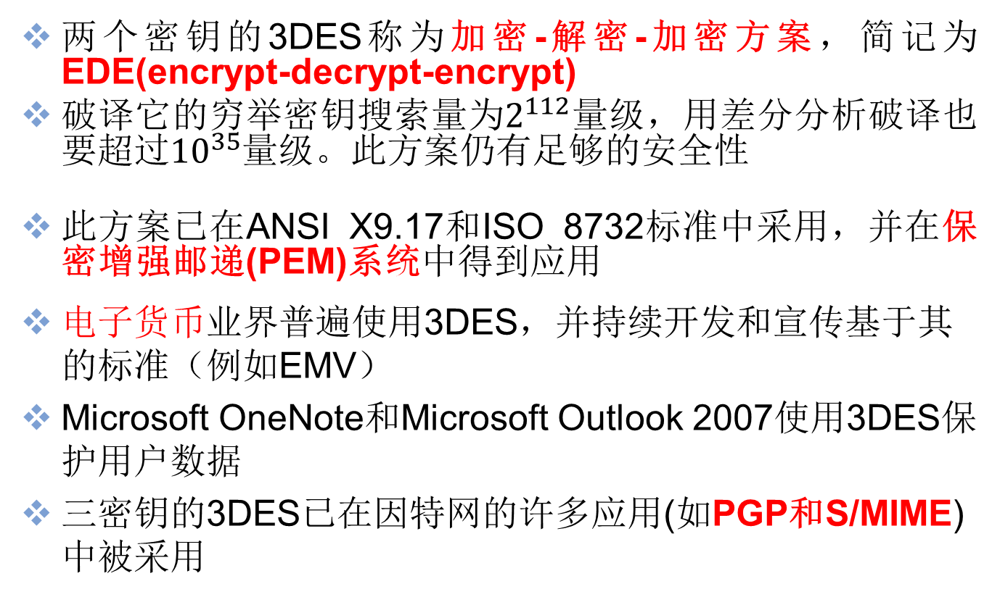 两个密钥的3DES称为加密-解密-加密方案，简记为
EDE(encrypt-decrypt-encrypt)
破译它的穷举密钥搜索量为2¹¹²量级，用差分分析破译也
要超过10³⁵量级。此方案仍有足够的安全性
此方案已在ANSI X9.17和ISO 8732标准中采用，并在保
密增强邮递(PEM)系统中得到应用
电子货币业界普遍使用3DES，并持续开发和宣传基于其
的标准（例如EMV）
Microsoft OneNote和Microsoft Outlook 2007使用3DES保
护用户数据
三密钥的3DES已在因特网的许多应用(如PGP和S/MIME)
中被采用